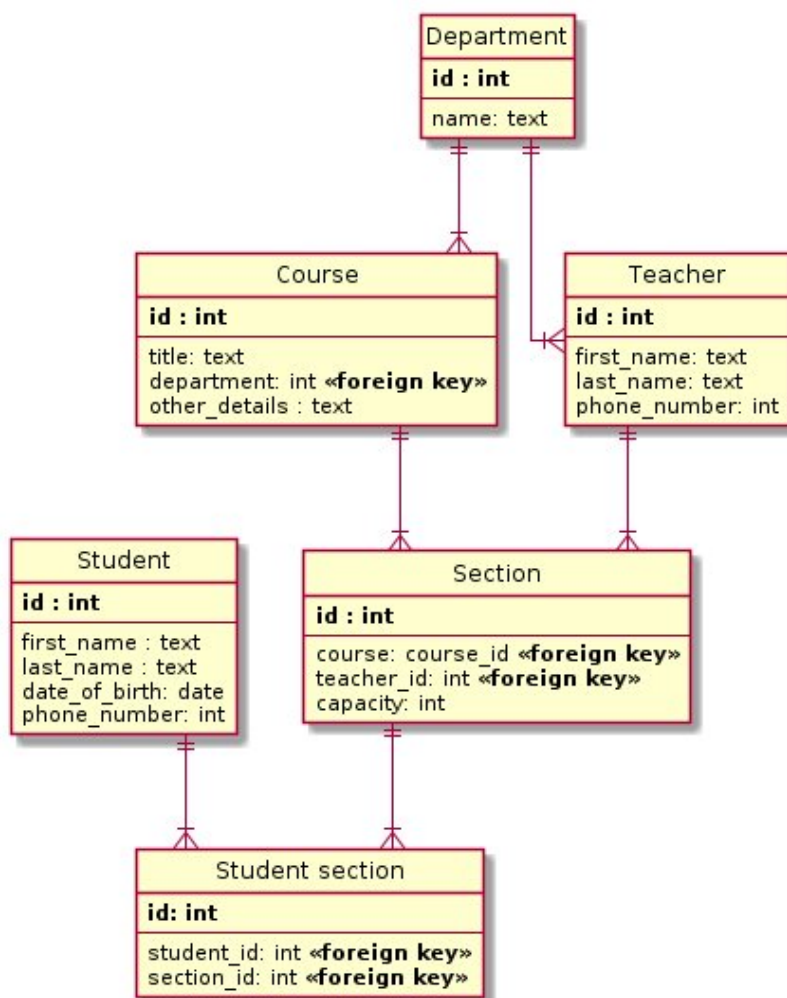 Department
id : int
name: text
Course
id : int
title: text
department: int «foreign key»
other_details : text
Teacher
id : int
first_name: text
last_name: text
phone_number: int
Student
id : int
first_name : text
last_name : text
date_of_birth: date
phone_number: int
Section
id : int
course: course_id «foreign key»
teacher_id: int «foreign key»
capacity: int
Student section
id: int
student_id: int «foreign key»
section_id: int «foreign key»